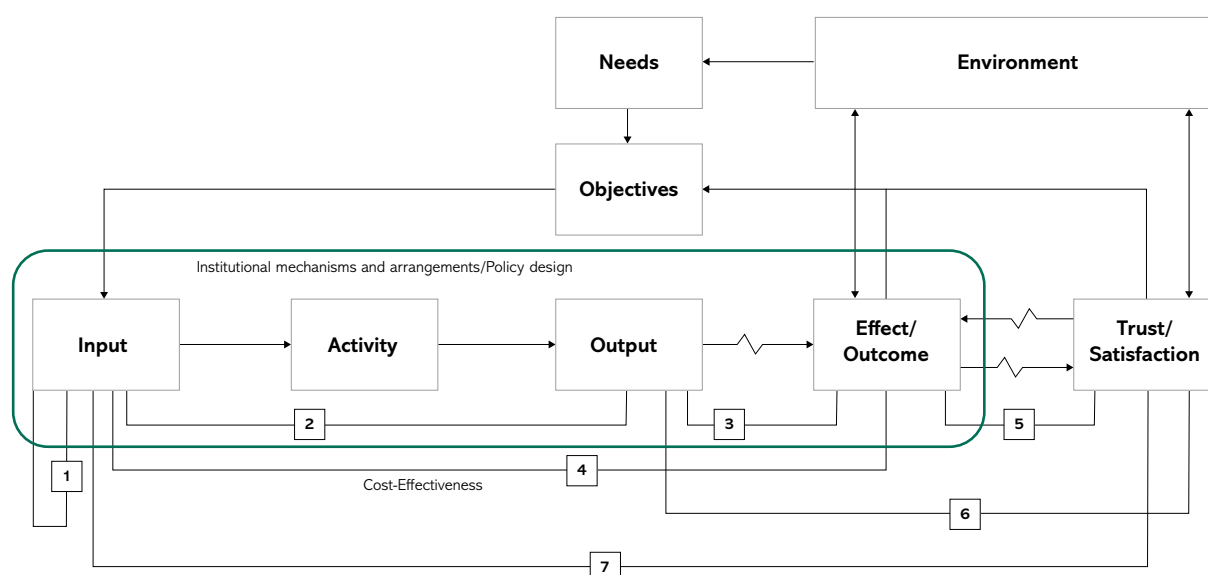 Needs
Environment
Objectives
Institutional mechanisms and arrangements/Policy design
Input
Activity
Output
Effect/
Outcome
Trust/
Satisfaction
2
3
5
1
4
Cost-Effectiveness
6
7